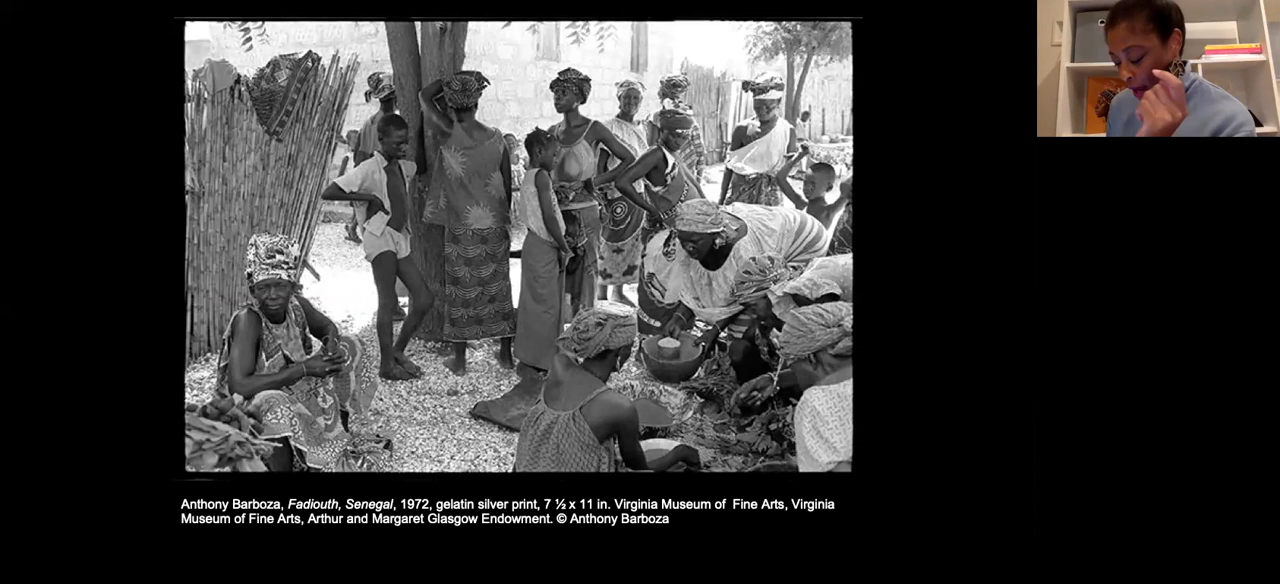 Anthony Barboza, Fadiouth, Senegal, 1972, gelatin silver print, 7 ½ x 11 in. Virginia Museum of  Fine Arts, Virginia
Museum of Fine Arts, Arthur and Margaret Glasgow Endowment. © Anthony Barboza